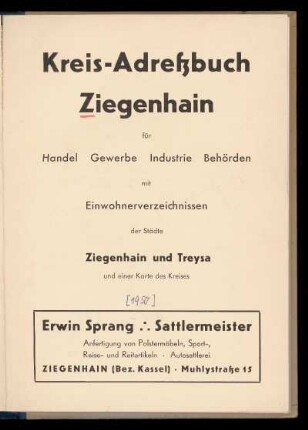 Kreis-Adreßbuch
Ziegenhain
für
Handel Gewerbe Industrie Behörden
mit
Einwohnerverzeichnissen
der Städte
Ziegenhain und Treysa
und einer Karte des Kreises
[1950]
Erwin Sprang ∴ Sattlermeister
Anfertigung von Polstermöbeln, Sport-,
Reise- und Reitartikeln · Autosattlerei
ZIEGENHAIN (Bez. Kassel) · Muhlystraße 15